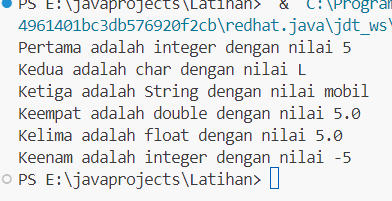 PS E:\javaprojects\Latihan> & C:\Program
4961401bc3db576920f2cb\redhat.java\jdt_ws\
Pertama adalah integer dengan nilai 5
Kedua adalah char dengan nilai L
Ketiga adalah String dengan nilai mobil
Keempat adalah double dengan nilai 5.0
Kelima adalah float dengan nilai 5.0
Keenam adalah integer dengan nilai -5
PS E:\javaprojects\Latihan>